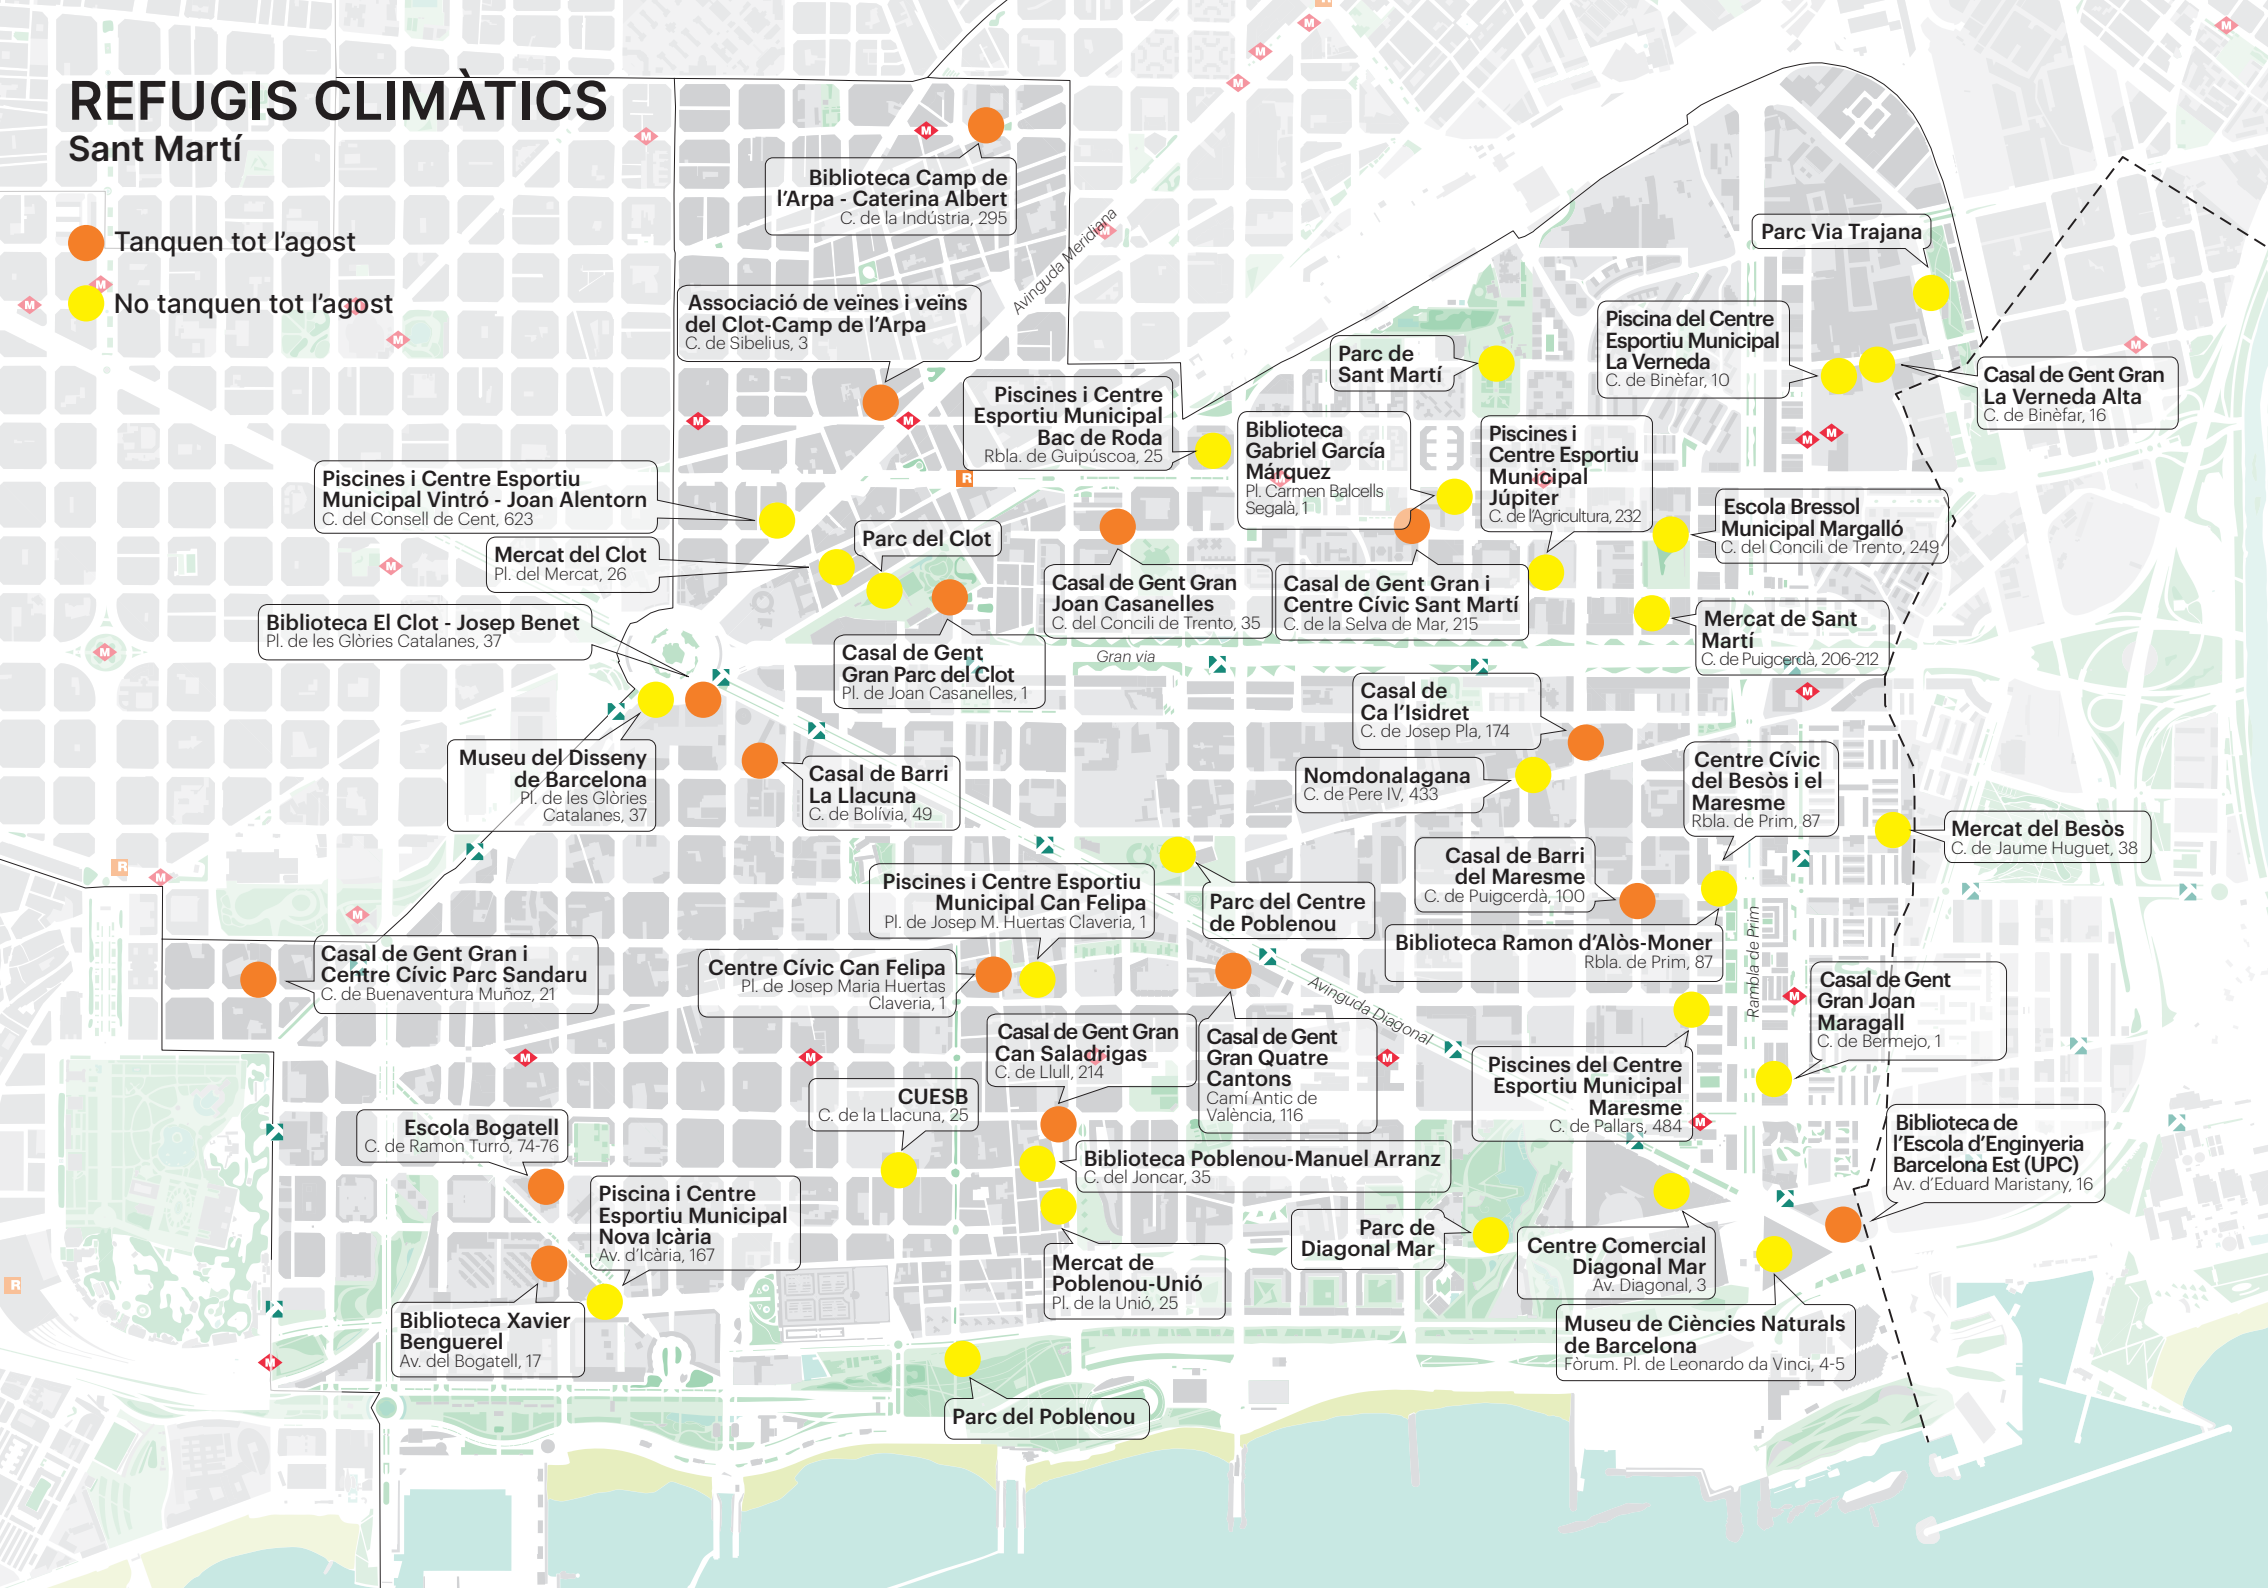 REFUGIS CLIMÀTICS
Sant Martí
Tanquen tot l'agost
No tanquen tot l'agost
Biblioteca Camp de
l'Arpa - Caterina Albert
C. de la Indústria, 295
Avinguda Meridiana
Parc Via Trajana
Associació de veïnes i veïns
del Clot-Camp de l'Arpa
C. de Sibelius, 3
Piscina del Centre
Esportiu Municipal
La Verneda
C. de Binèfar, 10
Parc de
Sant Martí
Casal de Gent Gran
La Verneda Alta
C. de Binèfar, 16
Piscines i Centre
Esportiu Municipal
Bac de Roda
Rbla. de Guipúscoa, 25
Biblioteca
Gabriel García
Márquez
Pl. Carmen Balcells
Segalà, 1
Piscines i
Centre Esportiu
Municipal
Júpiter
C. de l'Agricultura, 232
Piscines i Centre Esportiu
Municipal Vintró - Joan Alentorn
C. del Consell de Cent, 623
Escola Bressol
Municipal Margalló
C. del Concili de Trento, 249
Parc del Clot
Mercat del Clot
Pl. del Mercat, 26
Casal de Gent Gran
Joan Casanelles
C. del Concili de Trento, 35
Casal de Gent Gran i
Centre Cívic Sant Martí
C. de la Selva de Mar, 215
Biblioteca El Clot - Josep Benet
Pl. de les Glòries Catalanes, 37
Mercat de Sant
Martí
C. de Puigcerdà, 206-212
Casal de Gent
Gran Parc del Clot
Pl. de Joan Casanelles, 1
Gran via
Casal de
Ca l'Isidret
C. de Josep Pla, 174
Museu del Disseny
de Barcelona
Pl. de les Glòries
Catalanes, 37
Casal de Barri
La Llacuna
C. de Bolívia, 49
Nomdonalagana
C. de Pere IV, 433
Centre Cívic
del Besòs i el
Maresme
Rbla. de Prim, 87
Mercat del Besòs
C. de Jaume Huguet, 38
Casal de Barri
del Maresme
C. de Puigcerdà, 100
Piscines i Centre Esportiu
Municipal Can Felipa
Pl. de Josep M. Huertas Claveria, 1
Parc del Centre
de Poblenou
Biblioteca Ramon d'Alòs-Moner
Rbla. de Prim, 87
Rambla de Prim
Casal de Gent Gran i
Centre Cívic Parc Sandaru
C. de Buenaventura Muñoz, 21
Centre Cívic Can Felipa
Pl. de Josep Maria Huertas
Claveria, 1
Avinguda Diagonal
Casal de Gent
Gran Joan
Maragall
C. de Bermejo, 1
Casal de Gent Gran
Can Saladrigas
C. de Llull, 214
Casal de Gent
Gran Quatre
Cantons
Camí Antic de
València, 116
Piscines del Centre
Esportiu Municipal
Maresme
C. de Pallars, 484
CUESB
C. de la Llacuna, 25
Escola Bogatell
C. de Ramon Turró, 74-76
Biblioteca de
l'Escola d'Enginyeria
Barcelona Est (UPC)
Av. d'Eduard Maristany, 16
Biblioteca Poblenou-Manuel Arranz
C. del Joncar, 35
Piscina i Centre
Esportiu Municipal
Nova Icària
Av. d'Icària, 167
Parc de
Diagonal Mar
Centre Comercial
Diagonal Mar
Av. Diagonal, 3
Mercat de
Poblenou-Unió
Pl. de la Unió, 25
Biblioteca Xavier
Benguerel
Av. del Bogatell, 17
Museu de Ciències Naturals
de Barcelona
Fòrum. Pl. de Leonardo da Vinci, 4-5
Parc del Poblenou